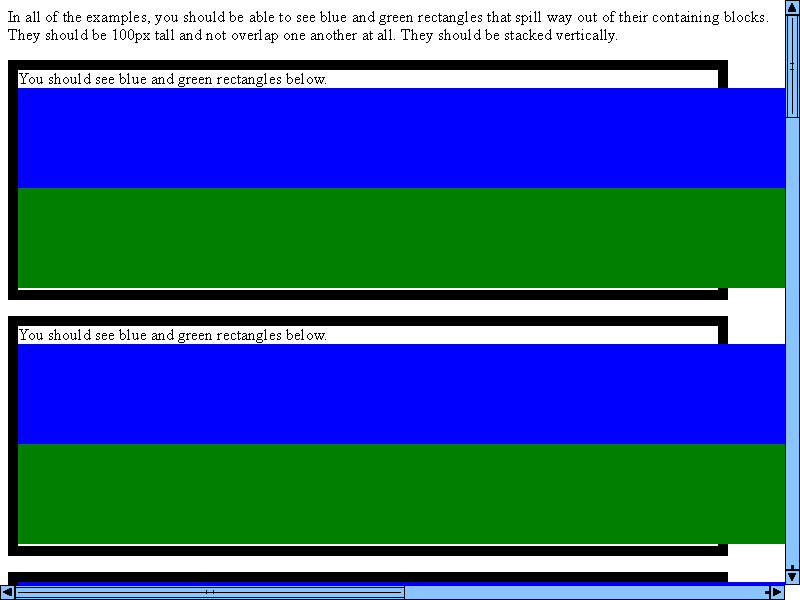 In all of the examples, you should be able to see blue and green rectangles that spill way out of their containing blocks.
They should be 100px tall and not overlap one another at all. They should be stacked vertically.
You should see blue and green rectangles below.
You should see blue and green rectangles below.